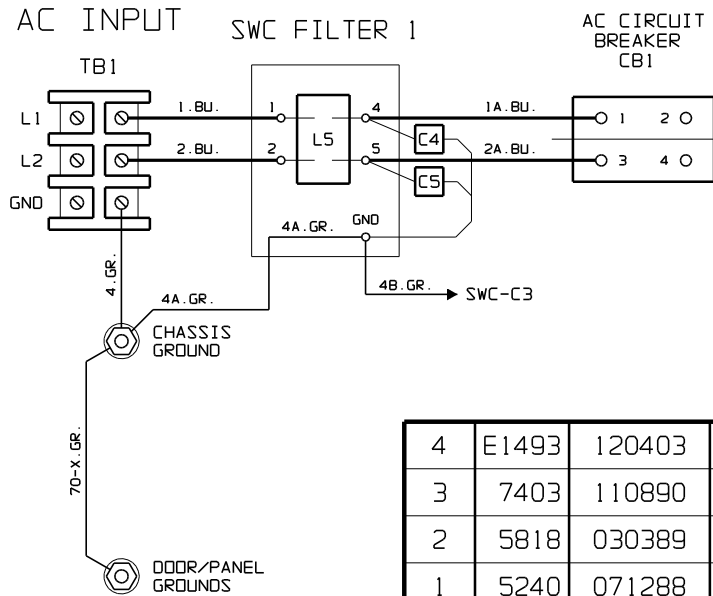 AC INPUT
SWC FILTER 1
AC CIRCUIT
BREAKER
CB1
TB1
L1
1.BU.
1
4
1A.BU.
1
2
L5
C4
L2
2.BU.
2
5
2A.BU.
3
4
C5
GND
4A.GR.
GND
4.GR.
4A.GR.
4B.GR.
SWC-C3
CHASSIS
GROUND
70-X.GR.
DOOR/PANEL
GROUNDS
4 E1493 120403
3 7403 110890
2 5818 030389
1 5240 071288